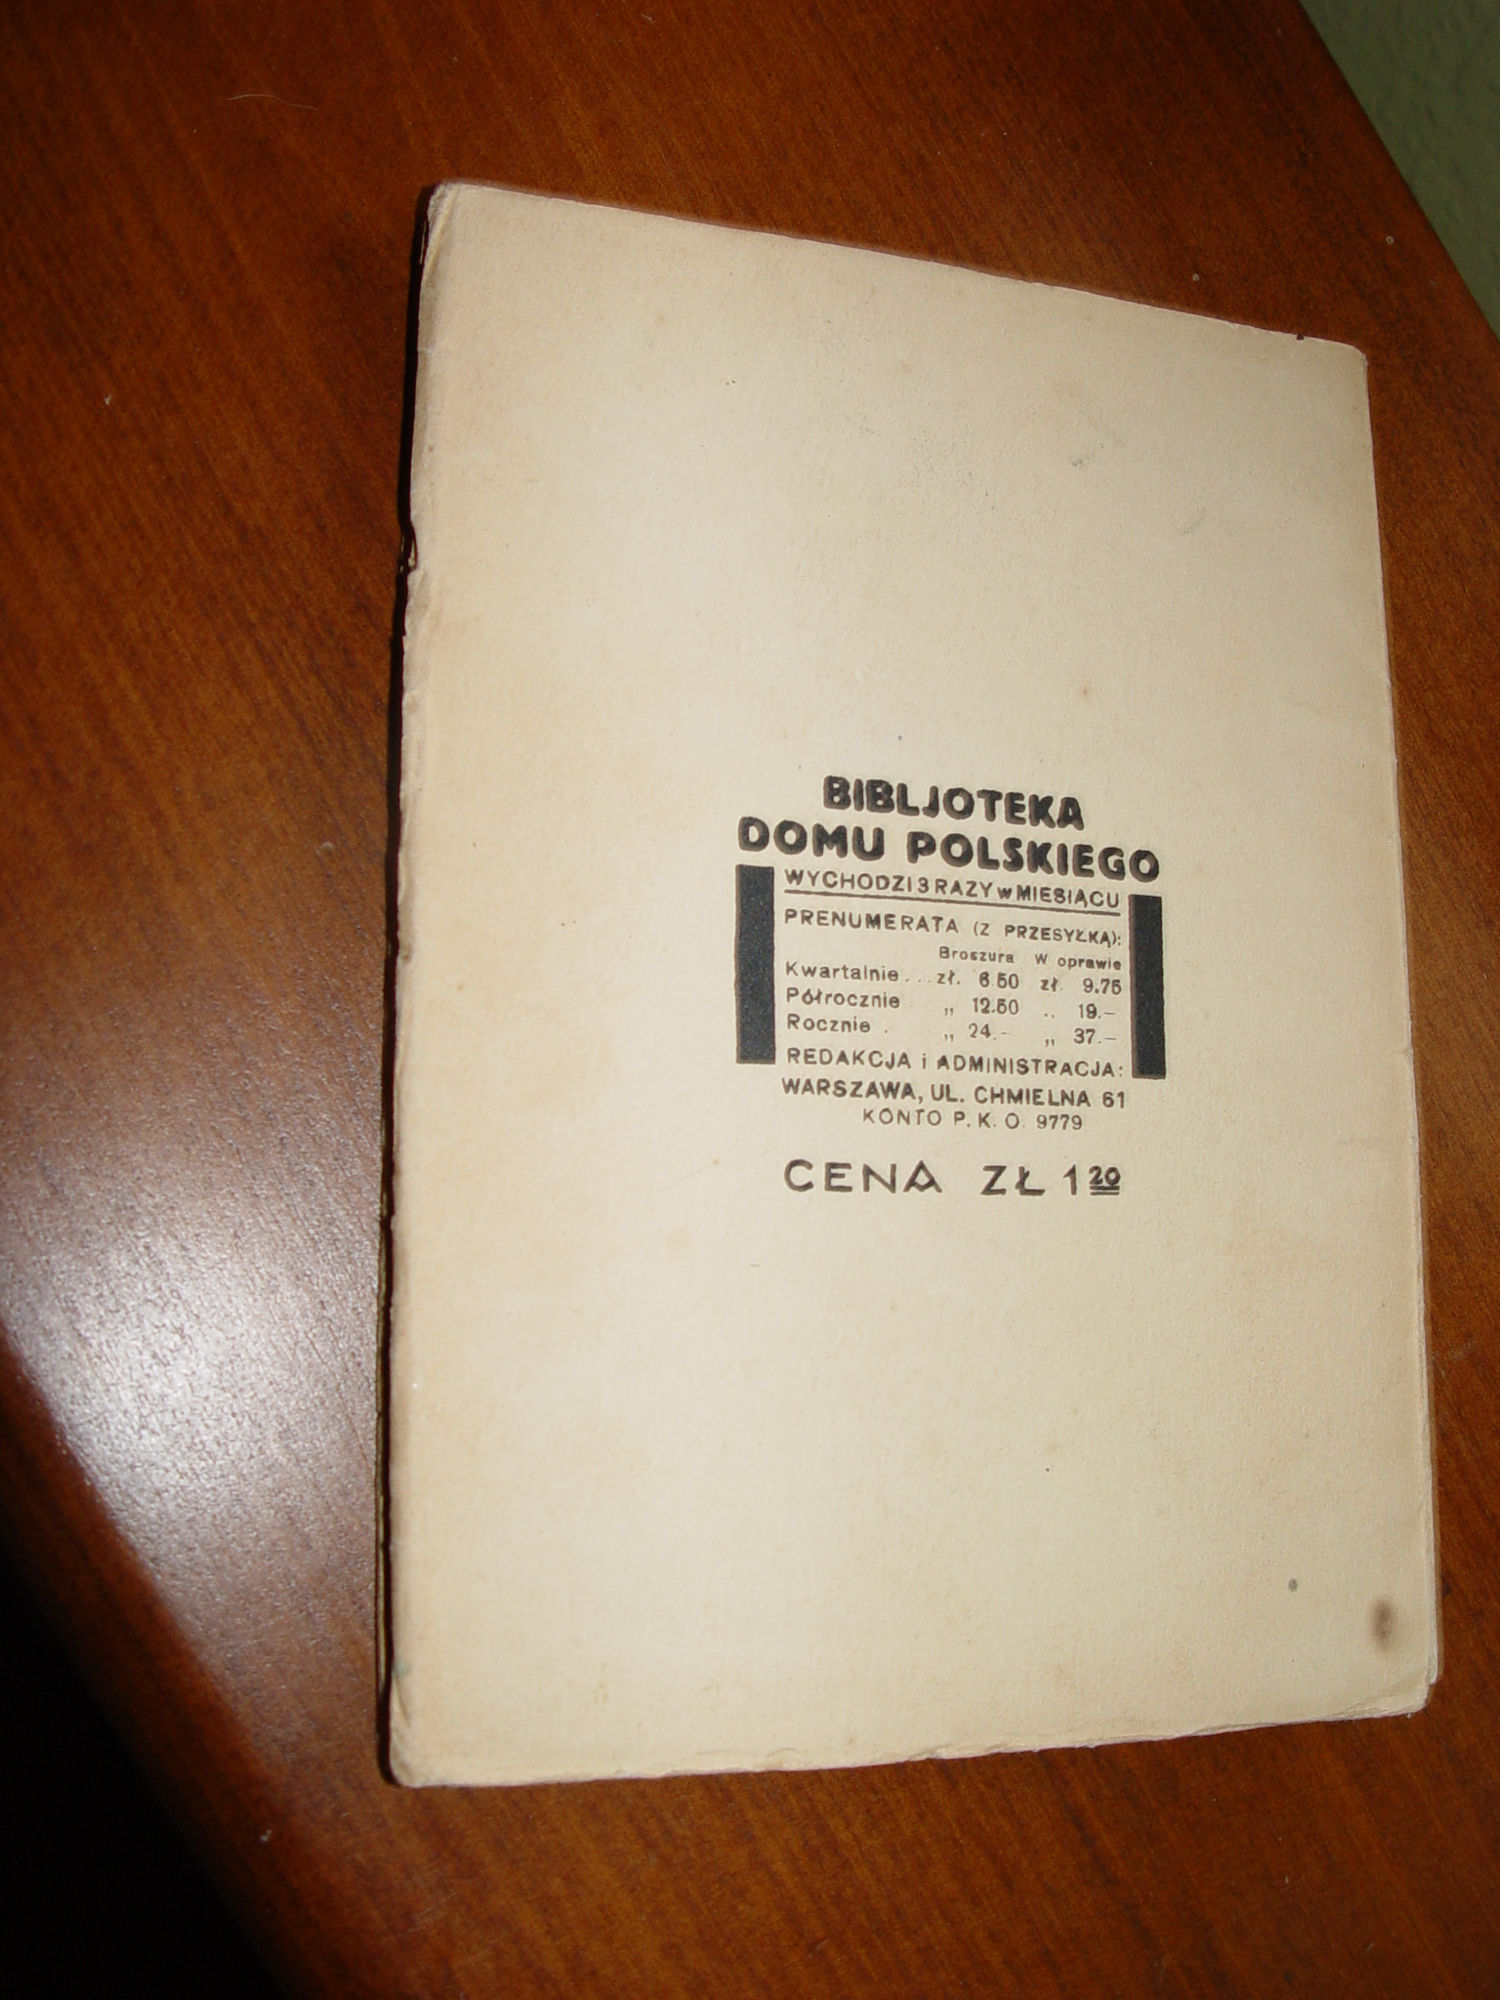 BIBLJOTEKA
DOMU POLSKIEGO
WYCHODZI 3 RAZY w MIESIĄCU
PRENUMERATA (Z PRZESYŁKĄ):
Broszura W oprawie
Kwartalnie ... zł. 6.50 zł. 9.75
Półrocznie „ 12.50 „ 19.—
Rocznie . „ 24.— „ 37.—
REDAKCJA i ADMINISTRACJA:
WARSZAWA, UL. CHMIELNA 61
KONTO P. K. O. 9779
CENA ZŁ 1 20